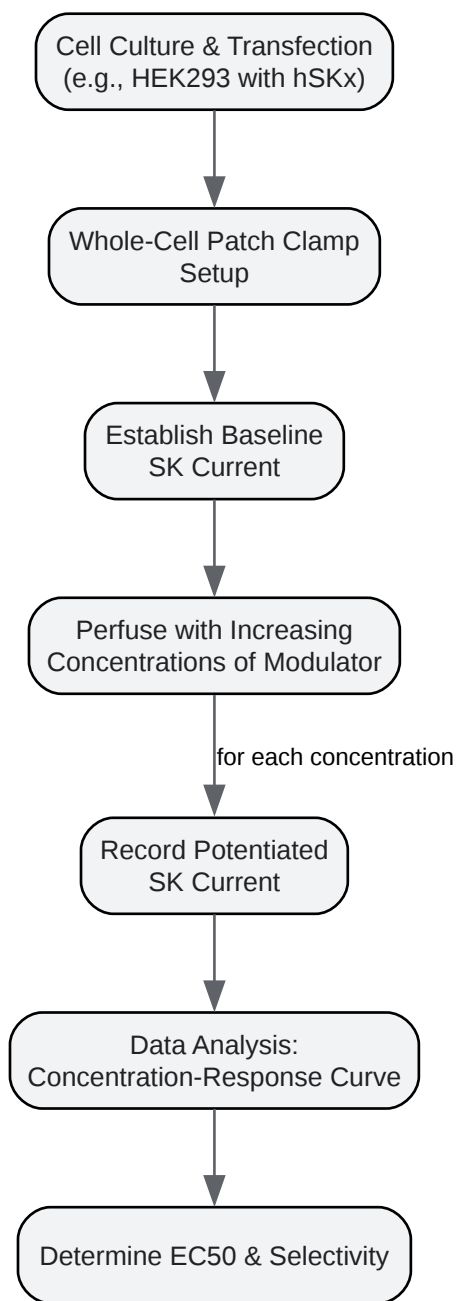 Cell Culture & Transfection
(e.g., HEK293 with hSKx)
Whole-Cell Patch Clamp
Setup
Establish Baseline
SK Current
Perfuse with Increasing
Concentrations of Modulator
for each concentration
Record Potentiated
SK Current
Data Analysis:
Concentration-Response Curve
Determine EC50 & Selectivity